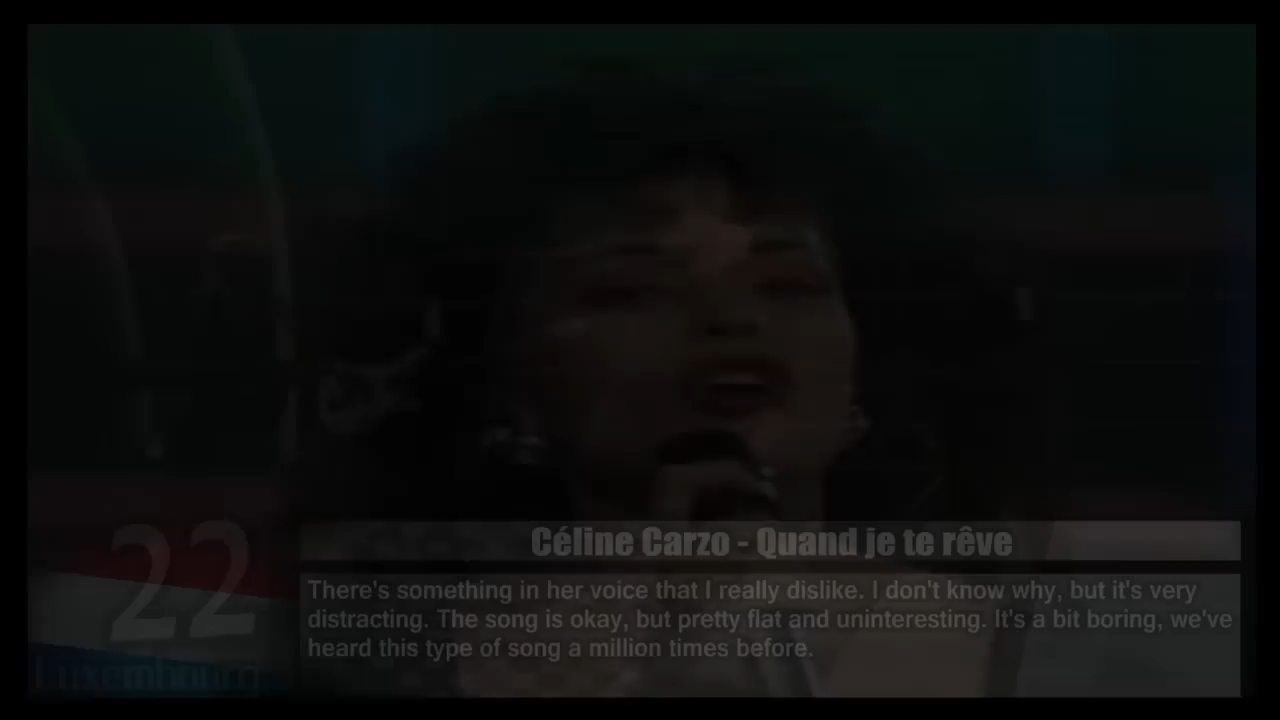 22
Luxembourg
Céline Carzo - Quand je te rêve
There's something in her voice that I really dislike. I don't know why, but it's very
distracting. The song is okay, but pretty flat and uninteresting. It's a bit boring, we've
heard this type of song a million times before.